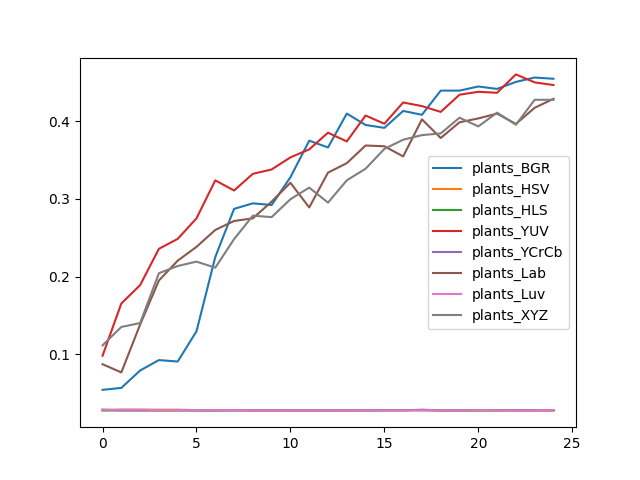 0.4
0.3
0.2
0.1
0 5 10 15 20 25
plants_BGR
plants_HSV
plants_HLS
plants_YUV
plants_YCrCb
plants_Lab
plants_Luv
plants_XYZ